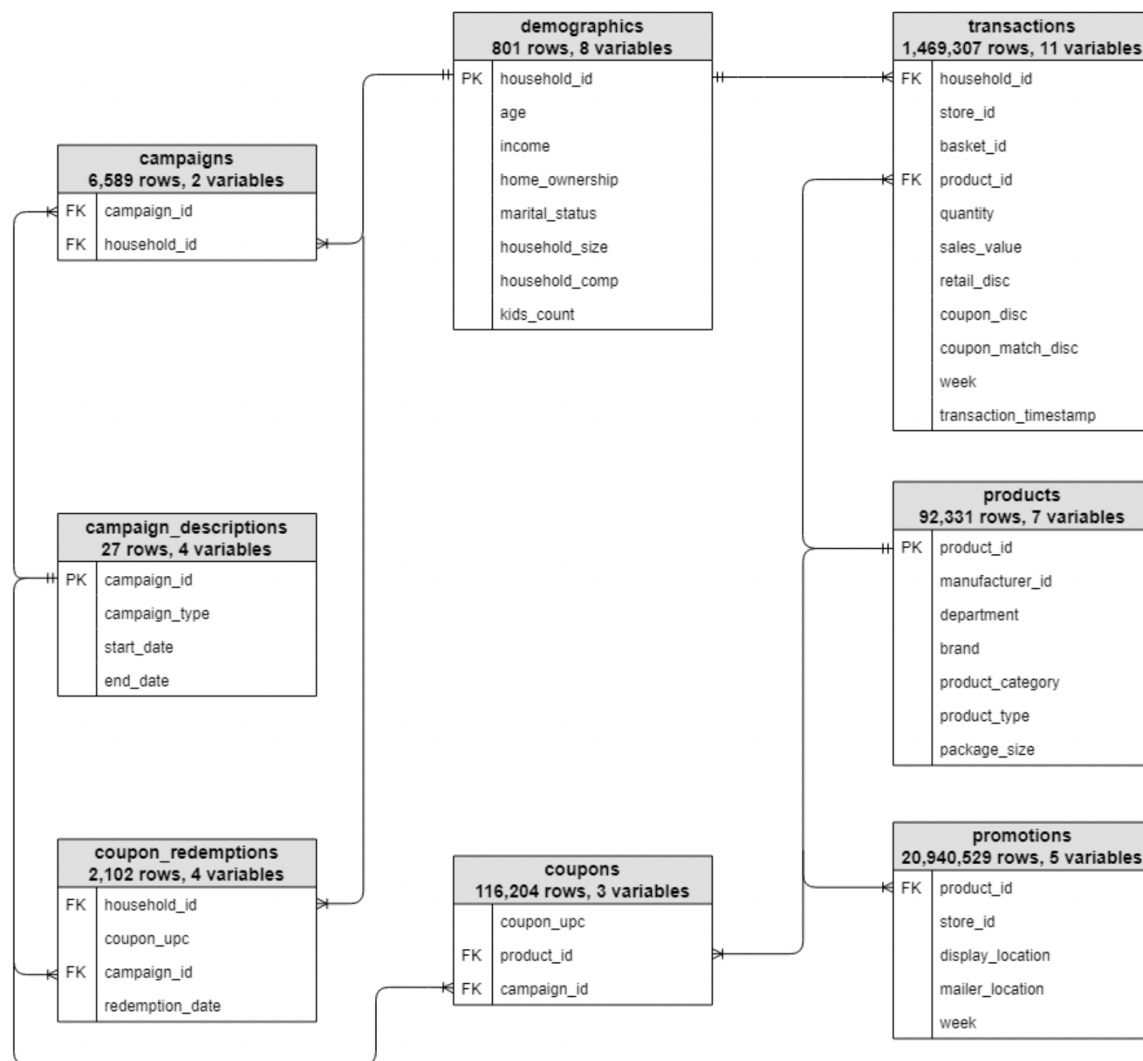 demographics
801 rows, 8 variables
PK household_id
age
income
home_ownership
marital_status
household_size
household_comp
kids_count
transactions
1,469,307 rows, 11 variables
FK household_id
store_id
basket_id
FK product_id
quantity
sales_value
retail_disc
coupon_disc
coupon_match_disc
week
transaction_timestamp
campaigns
6,589 rows, 2 variables
FK campaign_id
FK household_id
campaign_descriptions
27 rows, 4 variables
PK campaign_id
campaign_type
start_date
end_date
products
92,331 rows, 7 variables
PK product_id
manufacturer_id
department
brand
product_category
product_type
package_size
coupon_redemptions
2,102 rows, 4 variables
FK household_id
coupon_upc
FK campaign_id
redemption_date
coupons
116,204 rows, 3 variables
coupon_upc
FK product_id
FK campaign_id
promotions
20,940,529 rows, 5 variables
FK product_id
store_id
display_location
mailer_location
week